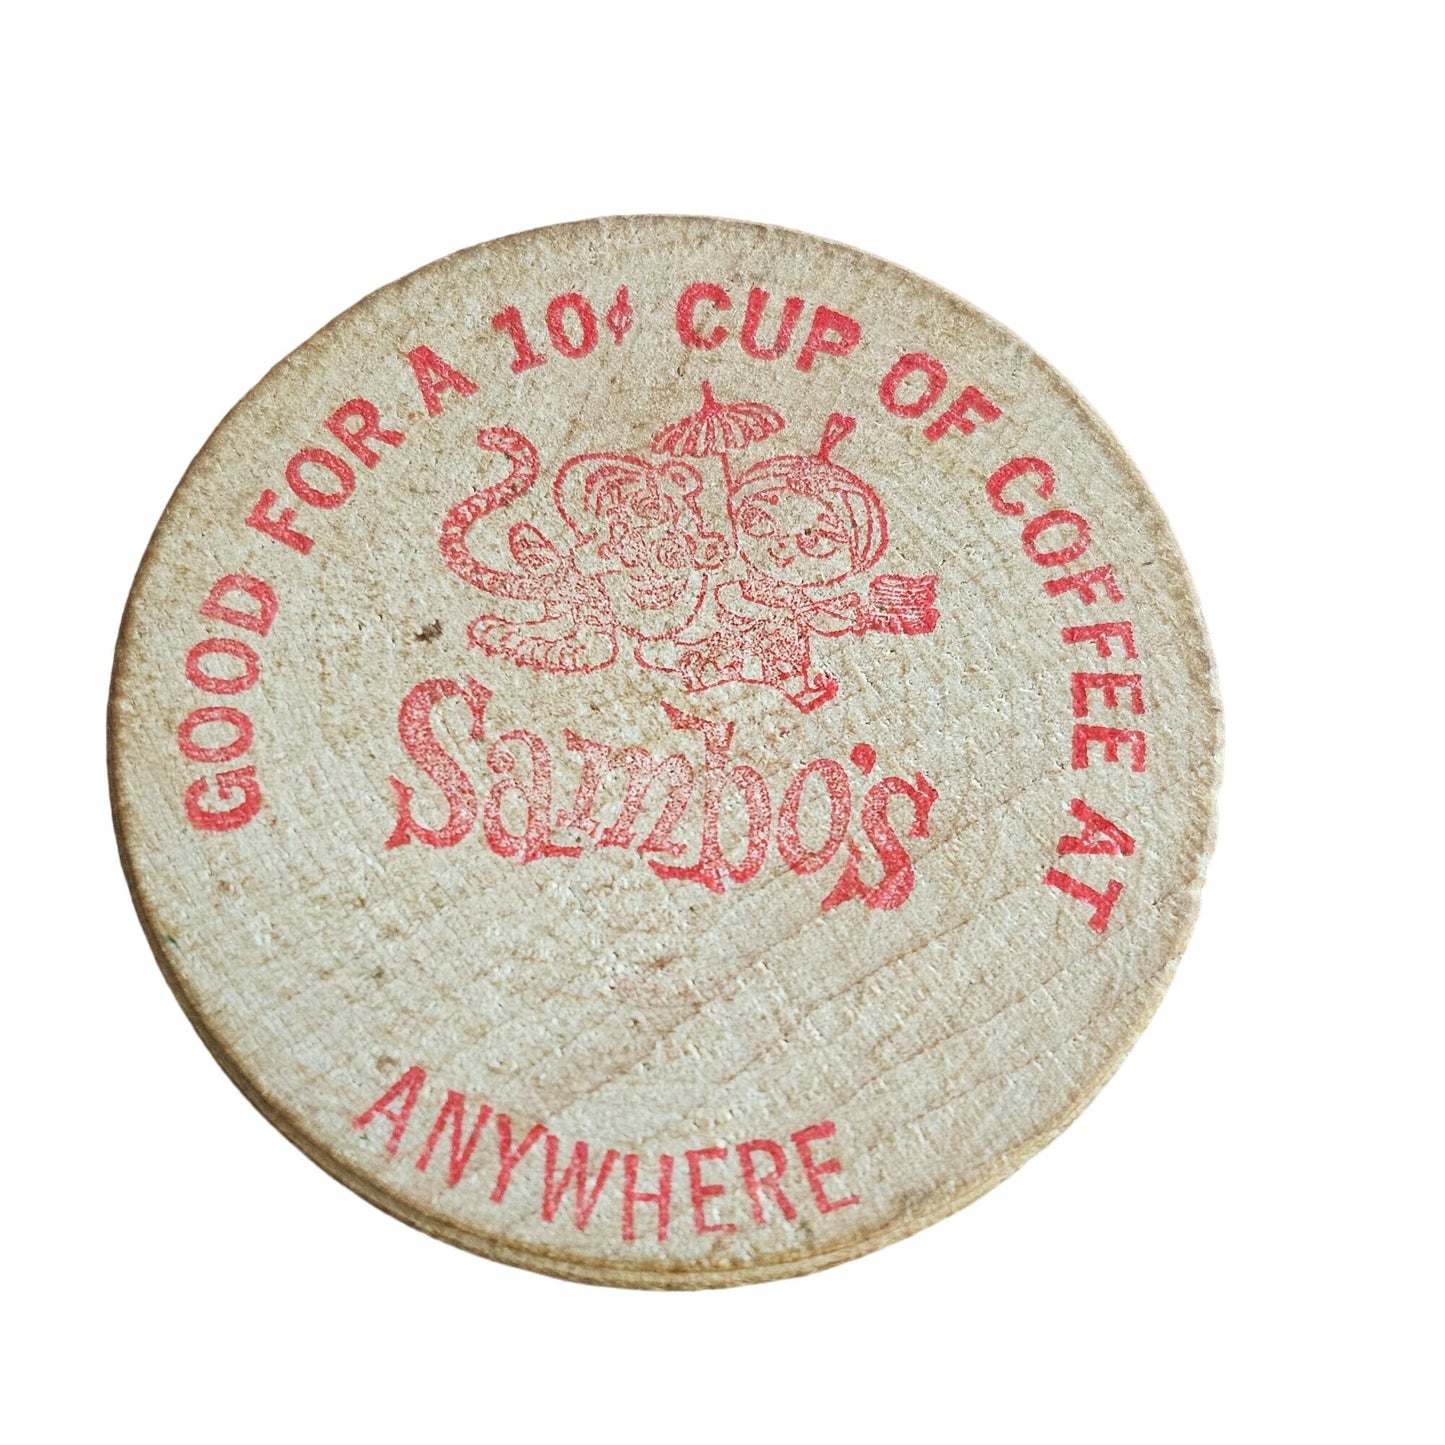 GOOD FOR A 10¢ CUP OF COFFEE AT
Sambo's
ANYWHERE